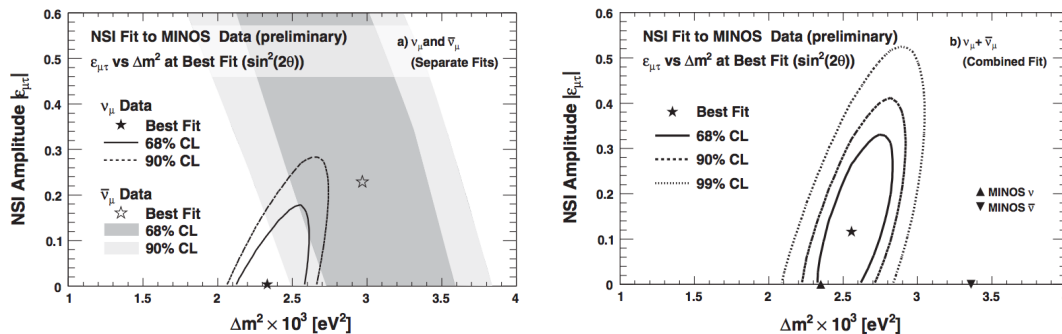 NSI Fit to MINOS Data (preliminary)
a) νμ and ν̄μ
εμτ vs Δm² at Best Fit (sin²(2θ))
(Separate Fits)
νμ Data
Best Fit
68% CL
90% CL
ν̄μ Data
Best Fit
68% CL
90% CL
NSI Amplitude |εμτ|
0.6
0.5
0.4
0.3
0.2
0.1
0
1
1.5
2
2.5
3
3.5
4
Δm² × 10³ [eV²]
NSI Fit to MINOS Data (preliminary)
b) νμ + ν̄μ
εμτ vs Δm² at Best Fit (sin²(2θ))
(Combined Fit)
Best Fit
68% CL
90% CL
99% CL
MINOS ν
MINOS ν̄
NSI Amplitude |εμτ|
0.6
0.5
0.4
0.3
0.2
0.1
0
1
1.5
2
2.5
3
3.5
Δm² × 10³ [eV²]